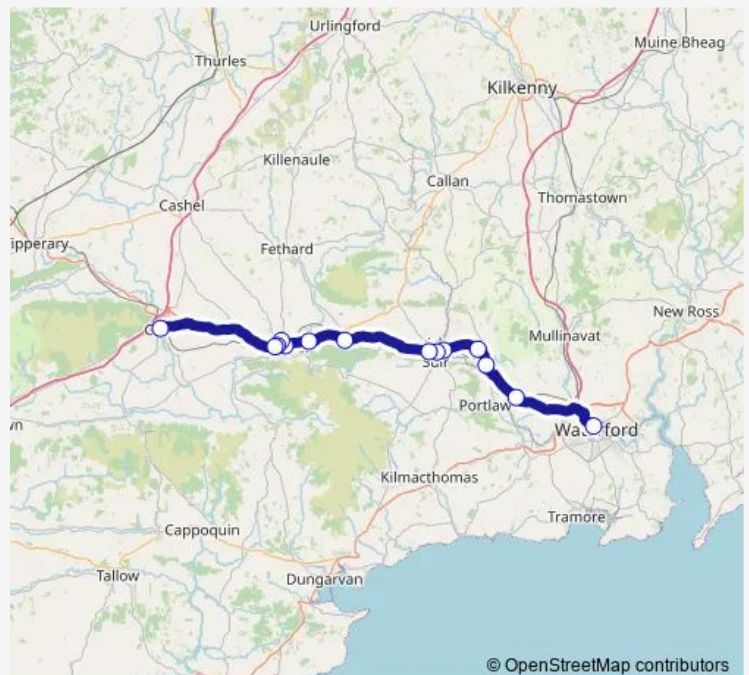 Urlingford
Muine Bheag
Thurles
Kilkenny
Killenaule
Callan
Cashel
Thomastown
ipperary
Fethard
New Ross
Mullinavat
Portlaw
Kilmacthomas
Tramore
Cappoquin
Tallow
Dungarvan
© OpenStreetMap contributors